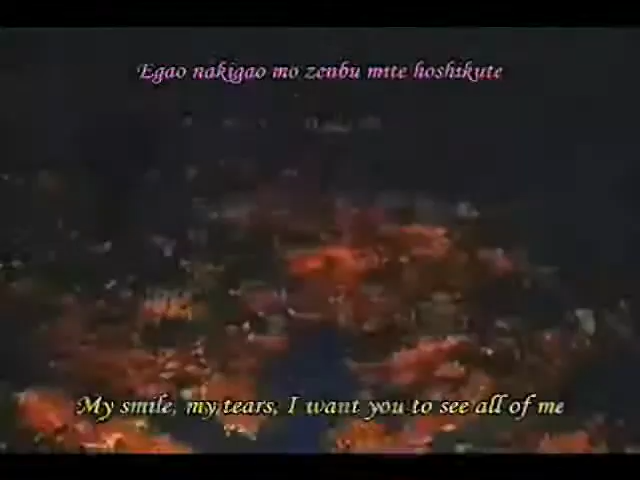 Egao nakigao mo zenbu mite hoshikute
My smile, my tears, I want you to see all of me